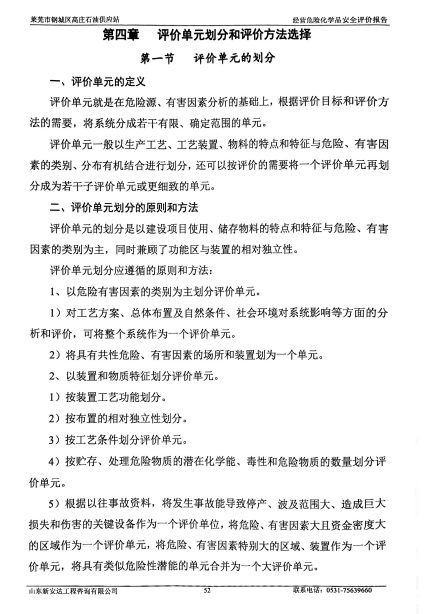 莱芜市钢城区高庄石油供应站 经营危险化学品安全评价报告
第四章 评价单元划分和评价方法选择
第一节 评价单元的划分
一、评价单元的定义
评价单元就是在危险源、有害因素分析的基础上，根据评价目标和评价方
法的需要，将系统分成若干有限、确定范围的单元。
评价单元一般以生产工艺、工艺装置、物料的特点和特征与危险、有害因
素的类别、分布有机结合进行划分，还可以按评价的需要将一个评价单元再划
分成为若干子评价单元或更细致的单元。
二、评价单元划分的原则和方法
评价单元的划分是以建设项目使用、储存物料的特点和特征与危险、有害
因素的类别为主，同时兼顾了功能区与装置的相对独立性。
评价单元划分应遵循的原则和方法：
1、以危险有害因素的类别为主划分评价单元。
1）对工艺方案、总体布置及自然条件、社会环境对系统影响等方面的分
析和评价，可将整个系统作为一个评价单元。
2）将具有共性危险、有害因素的场所和装置划为一个单元。
2、以装置和物质特征划分评价单元。
1）按装置工艺功能划分。
2）按布置的相对独立性划分。
3）按工艺条件划分评价单元。
4）按贮存、处理危险物质的潜在化学能、毒性和危险物质的数量划分评
价单元。
5）根据以往事故资料，将发生事故能导致停产、波及范围大、造成巨大
损失和伤害的关键设备作为一个评价单位，将危险、有害因素大且资金密度大
的区域作为一个评价单元，将危险、有害因素特别大的区域、装置作为一个评
价单元，将具有类似危险性潜能的单元合并为一个大评价单元。
山东新安达工程咨询有限公司 52 联系电话：0531-75639660